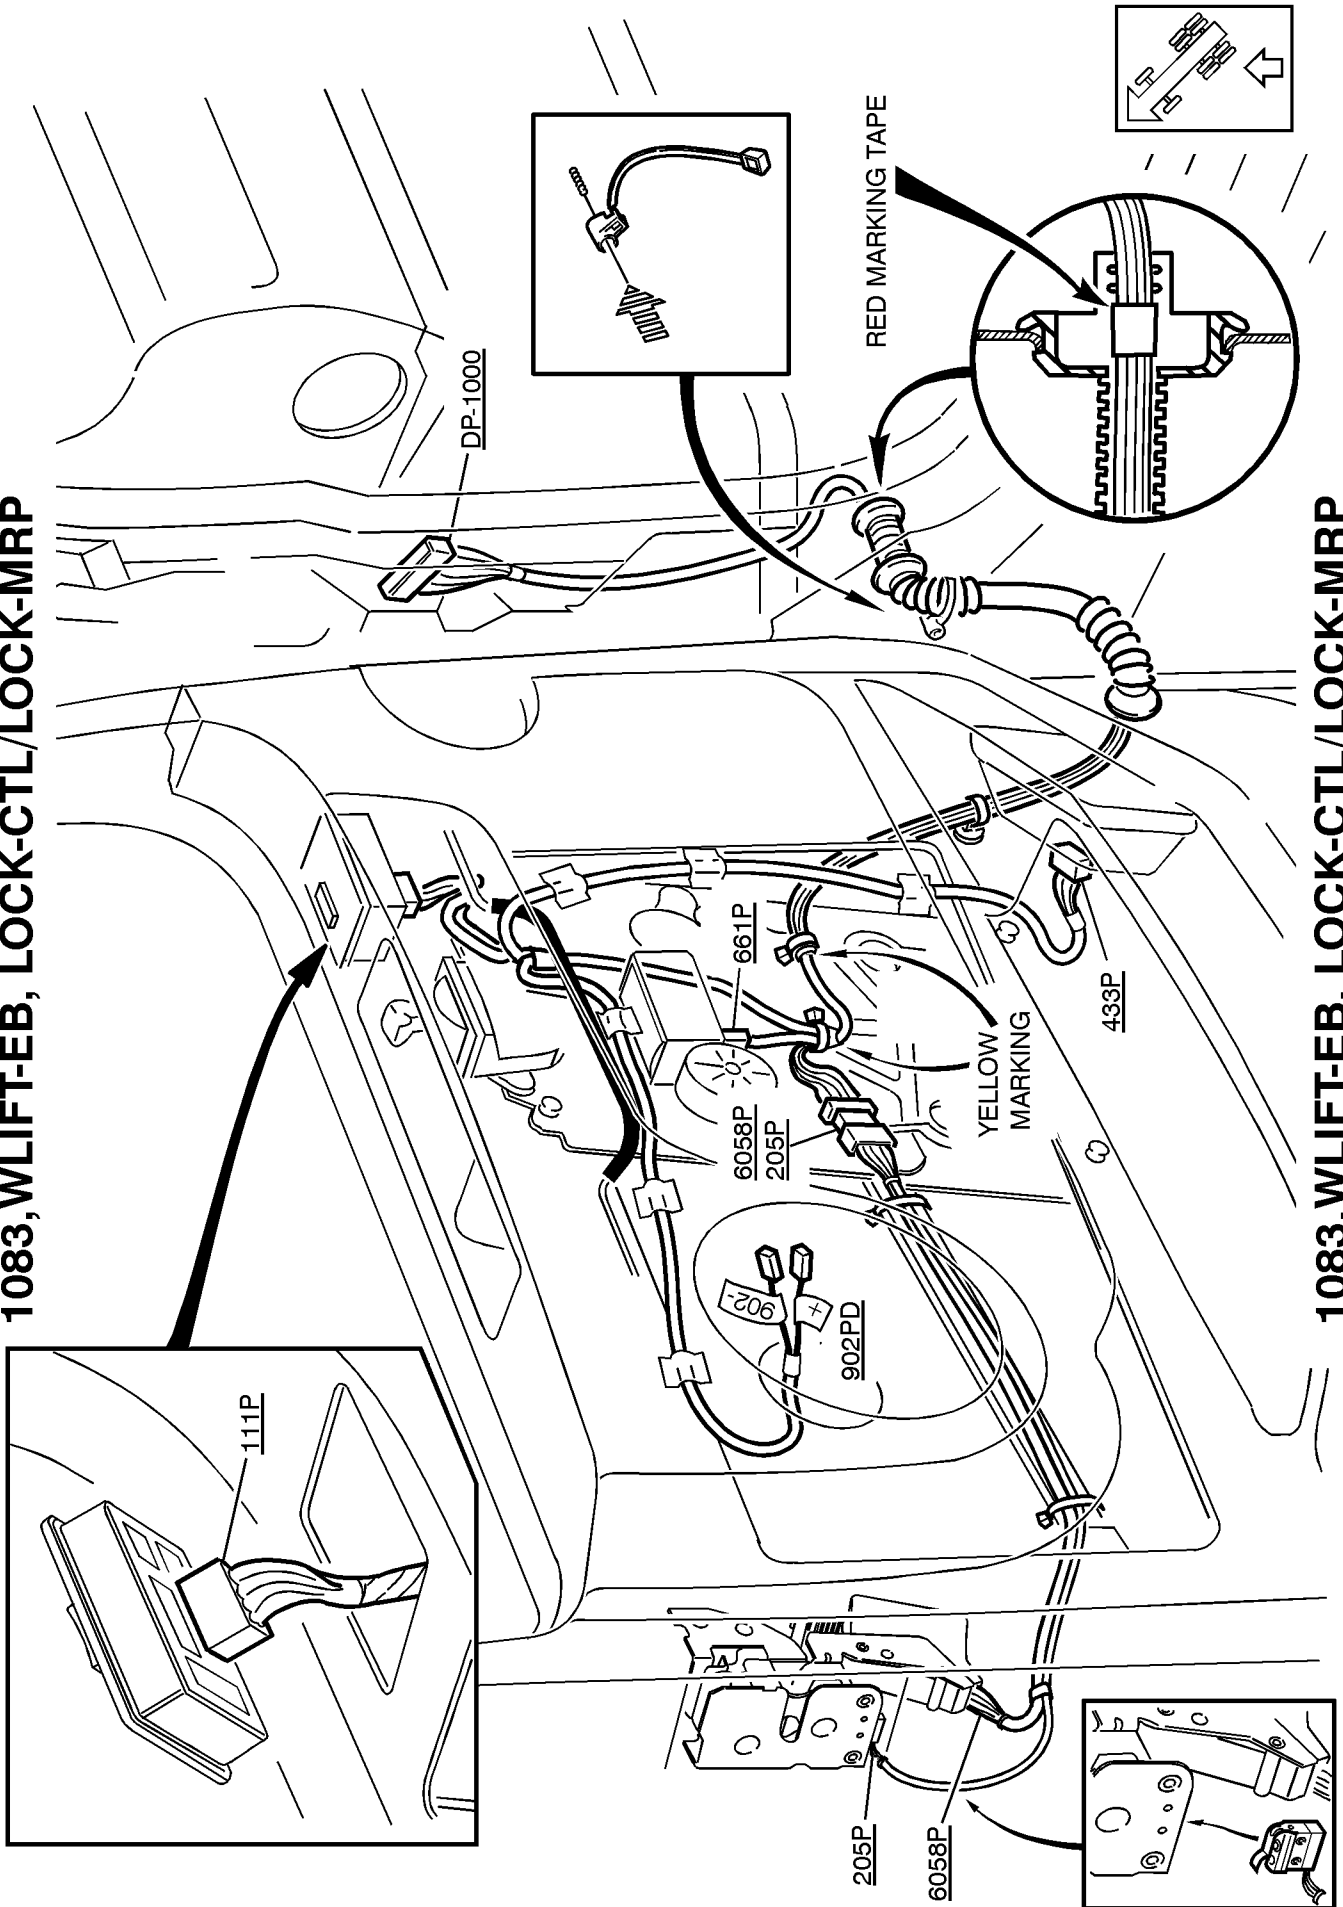 1083, WLIFT-EB, LOCK-CTL/LOCK-MRP
111P
DP-1000
RED MARKING TAPE
661P
6058P
205P
902-
+
902PD
YELLOW
MARKING
433P
205P
6058P
1083, WLIFT-EB, LOCK-CTL/LOCK-MRP